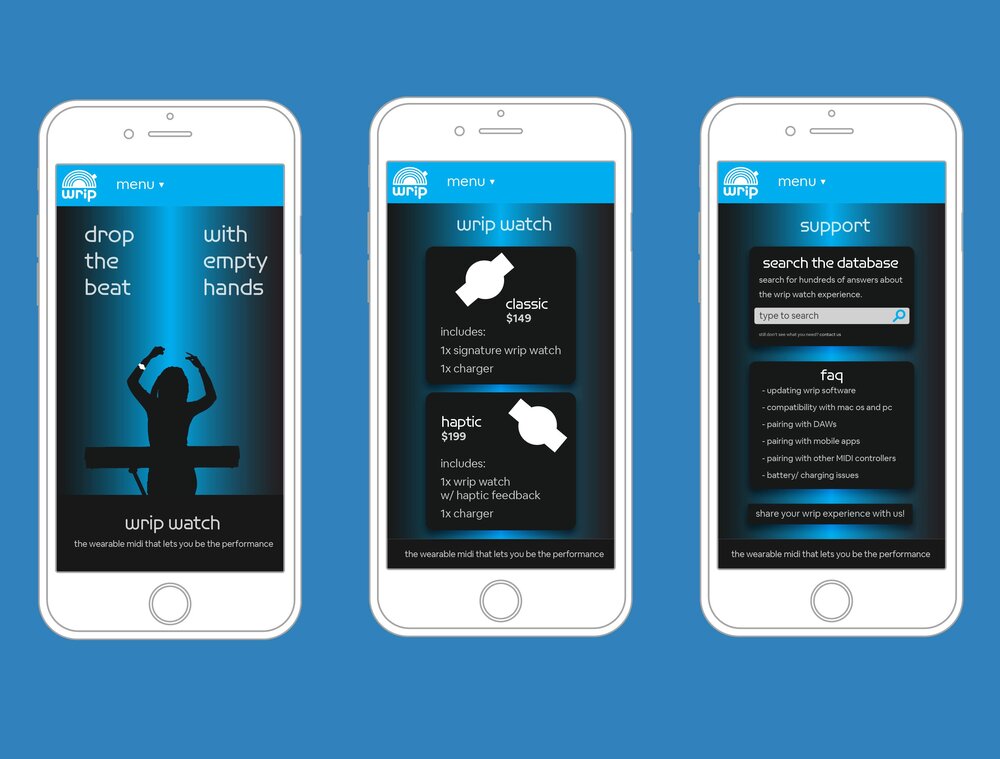 wrip
menu ▾
drop
the
beat
with
empty
hands
wrip watch
the wearable midi that lets you be the performance
wrip
menu ▾
wrip watch
classic
$149
includes:
1x signature wrip watch
1x charger
haptic
$199
includes:
1x wrip watch
w/ haptic feedback
1x charger
the wearable midi that lets you be the performance
wrip
menu ▾
support
search the database
search for hundreds of answers about
the wrip watch experience.
type to search
still don't see what you need? contact us
faq
- updating wrip software
- compatibility with mac os and pc
- pairing with DAWs
- pairing with mobile apps
- pairing with other MIDI controllers
- battery/ charging issues
share your wrip experience with us!
the wearable midi that lets you be the performance